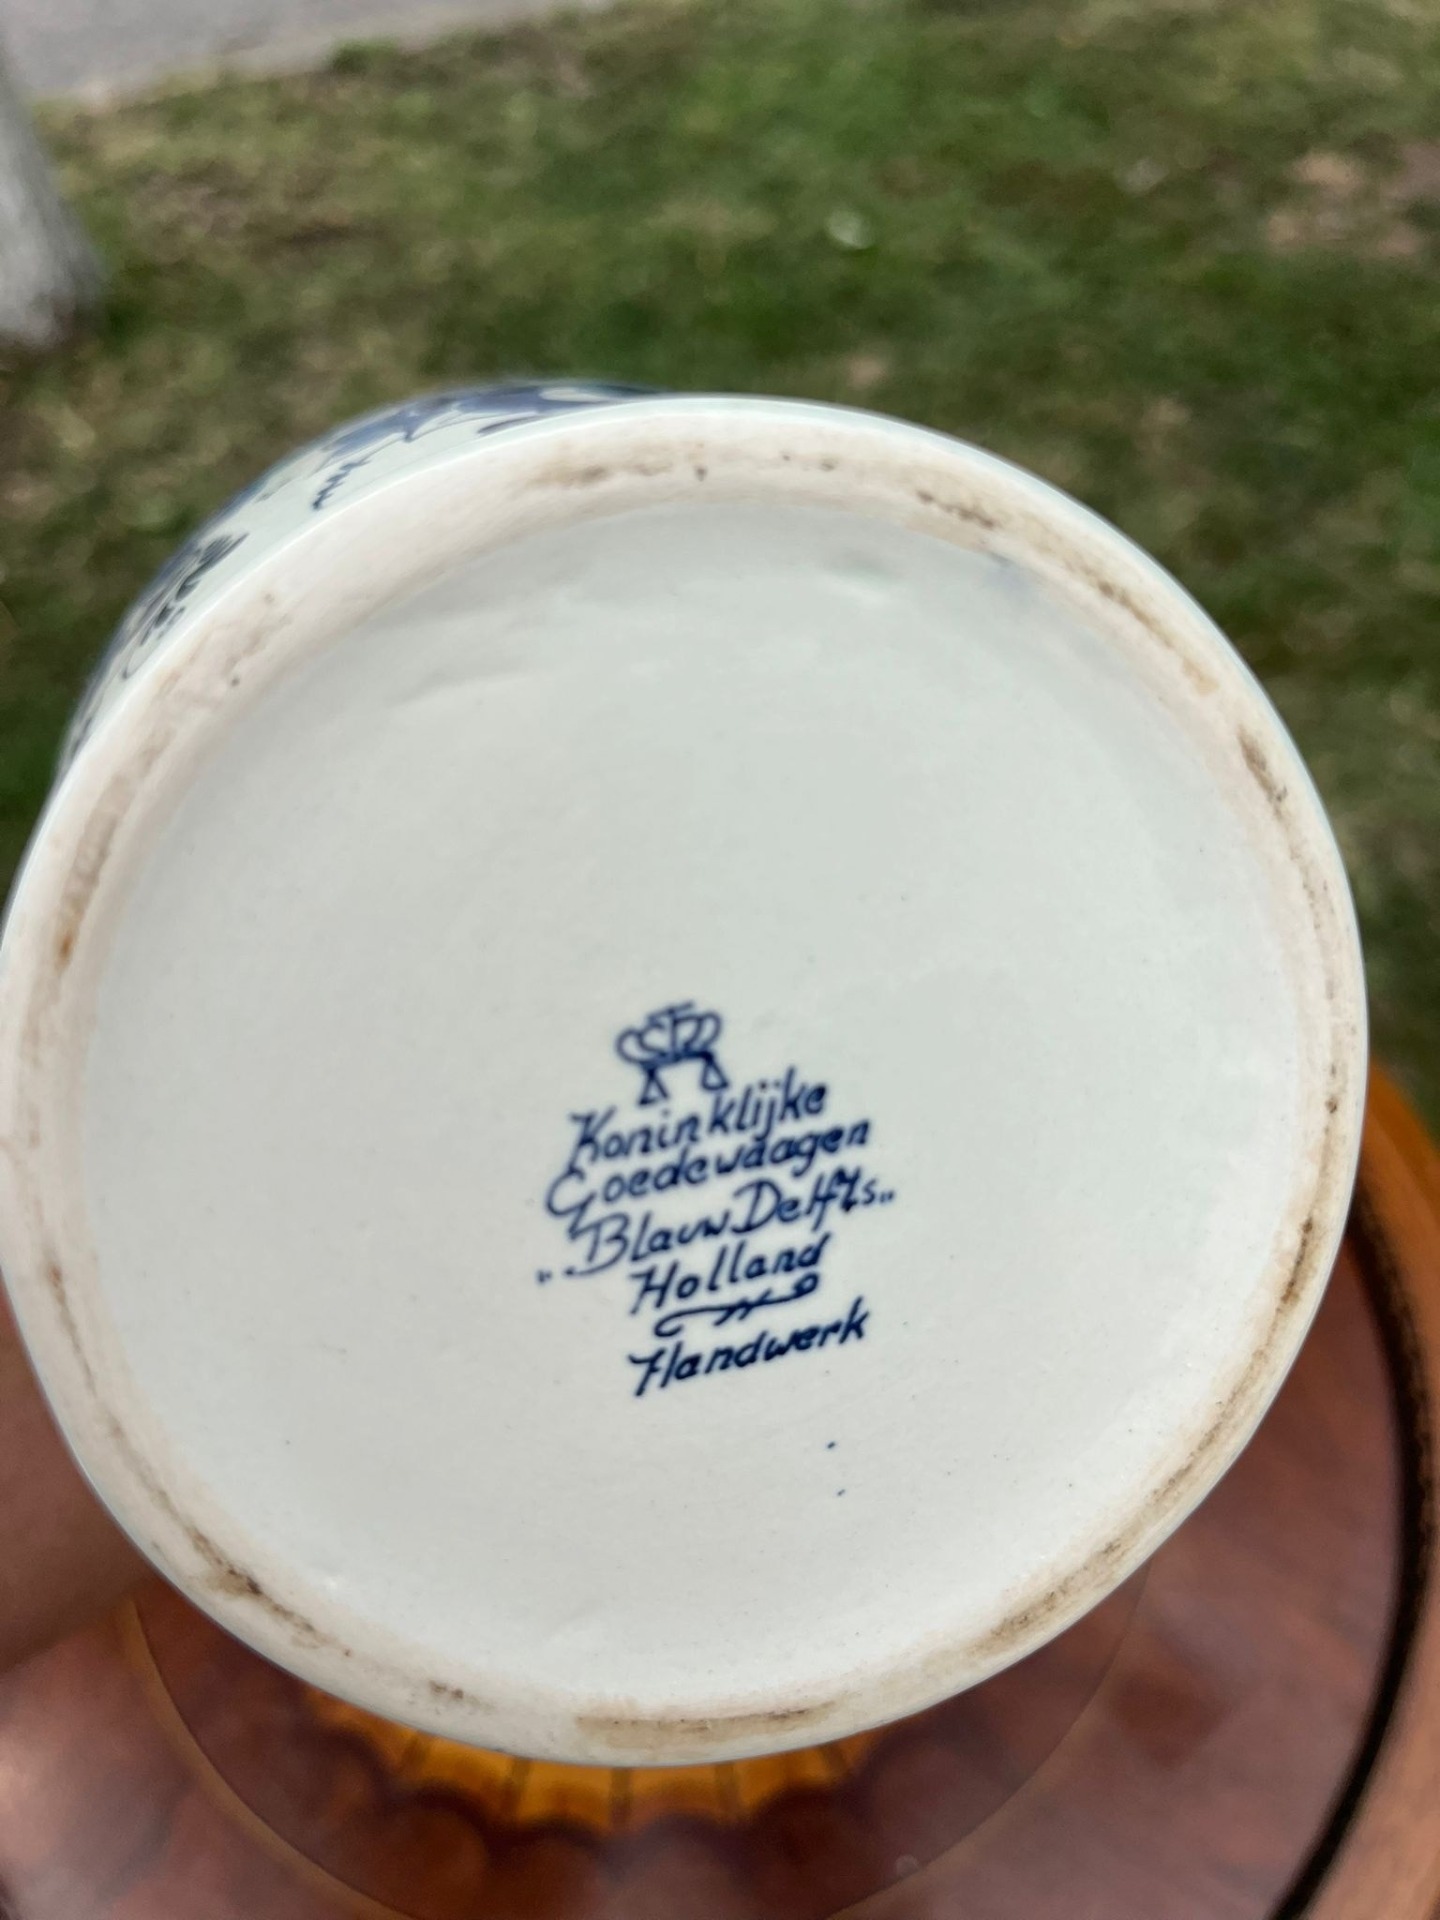 Koninklijke
Goedewaagen
„Blauw Delfts„
Holland
Handwerk